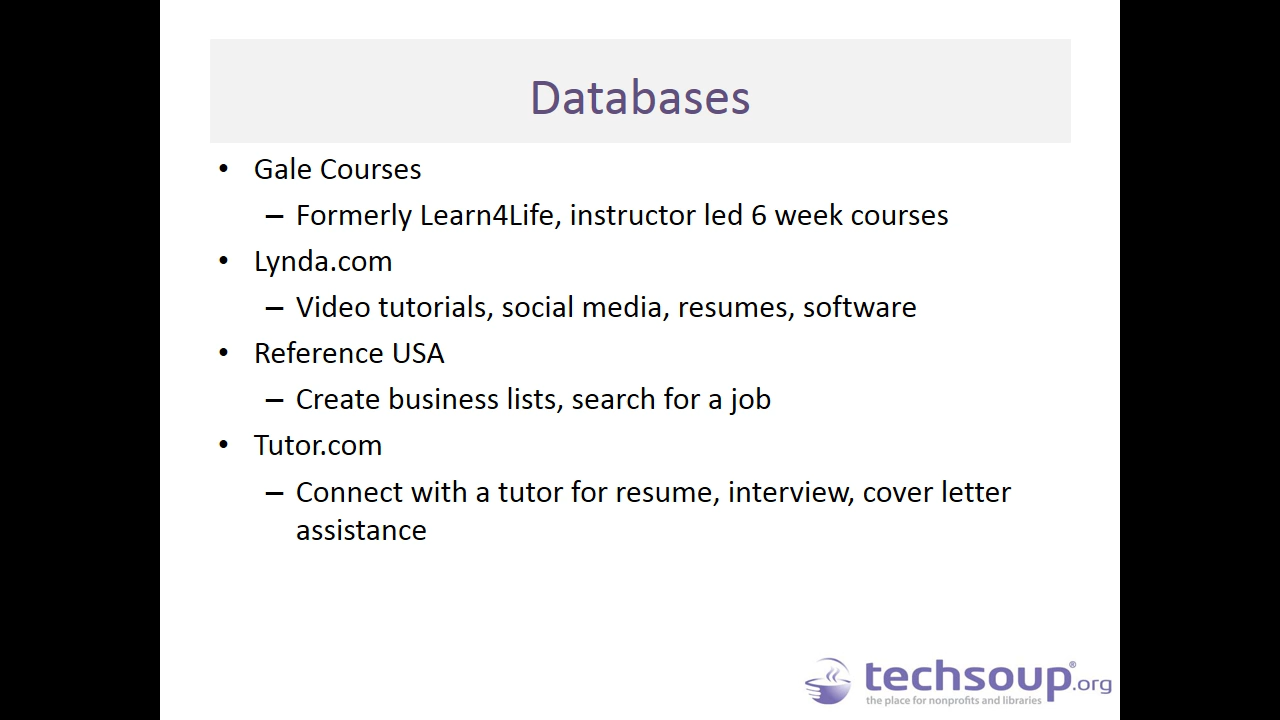 Databases
• Gale Courses
– Formerly Learn4Life, instructor led 6 week courses
• Lynda.com
– Video tutorials, social media, resumes, software
• Reference USA
– Create business lists, search for a job
• Tutor.com
– Connect with a tutor for resume, interview, cover letter
assistance
techsoup®.org
the place for nonprofits and libraries